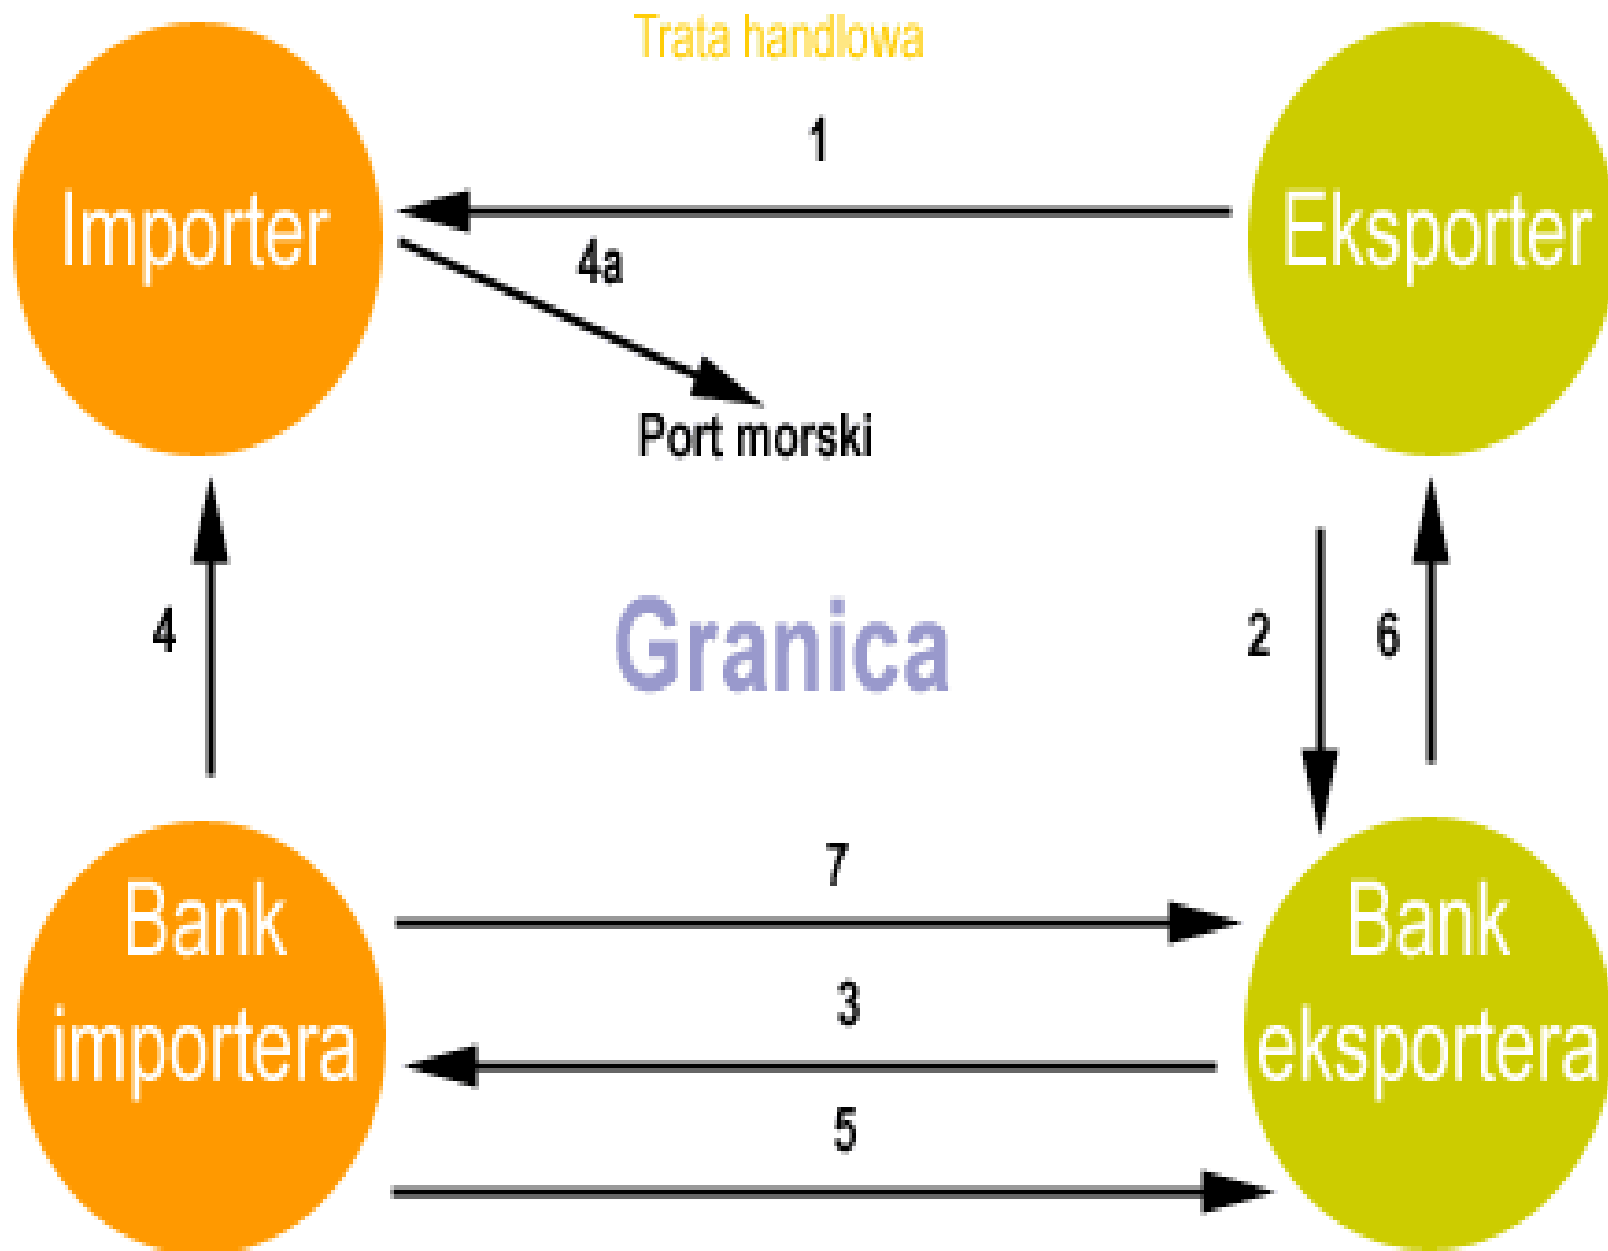 Trata handlowa
1
Importer
Eksporter
4a
Port morski
4
Granica
2
6
7
Bank
importera
Bank
eksportera
3
5